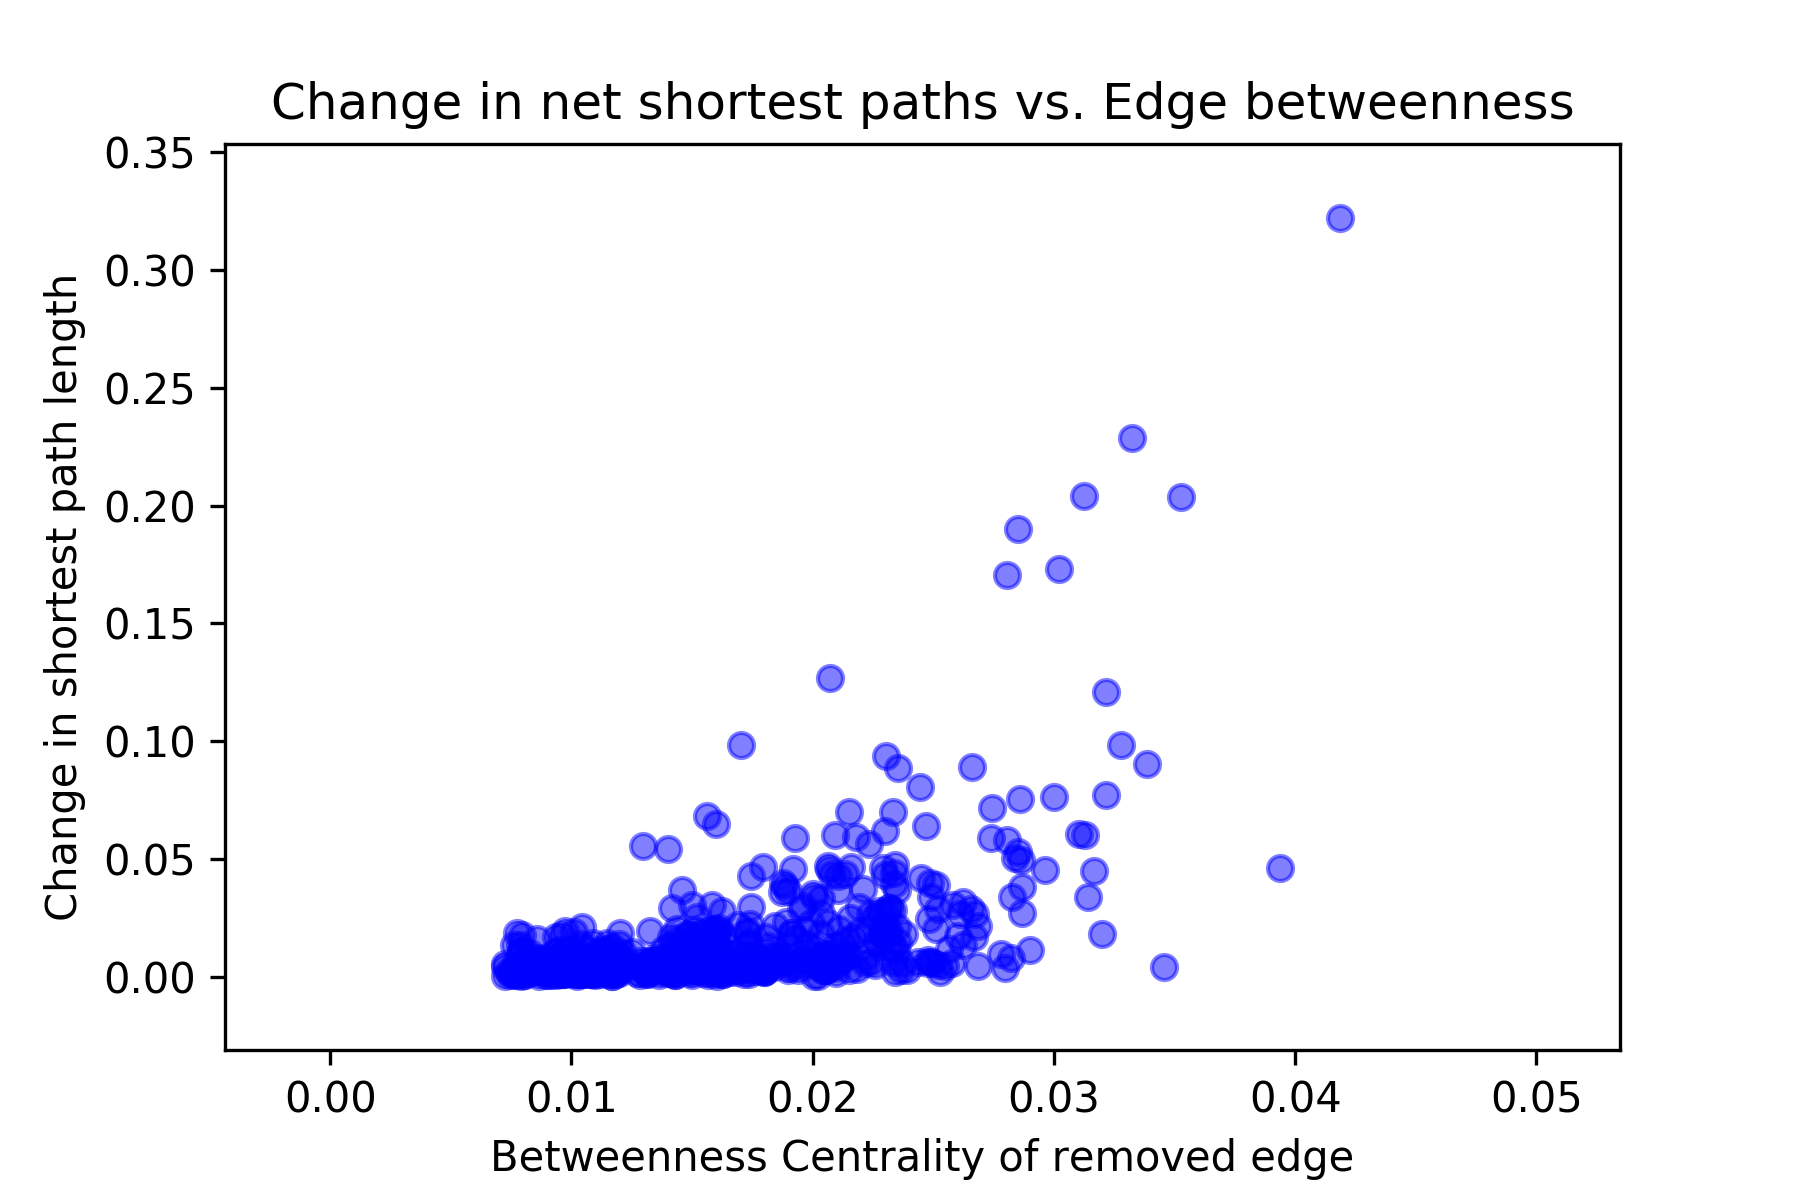 Change in net shortest paths vs. Edge betweenness
0.35
0.30
0.25
0.20
0.15
0.10
0.05
0.00
Change in shortest path length
0.00 0.01 0.02 0.03 0.04 0.05
Betweenness Centrality of removed edge